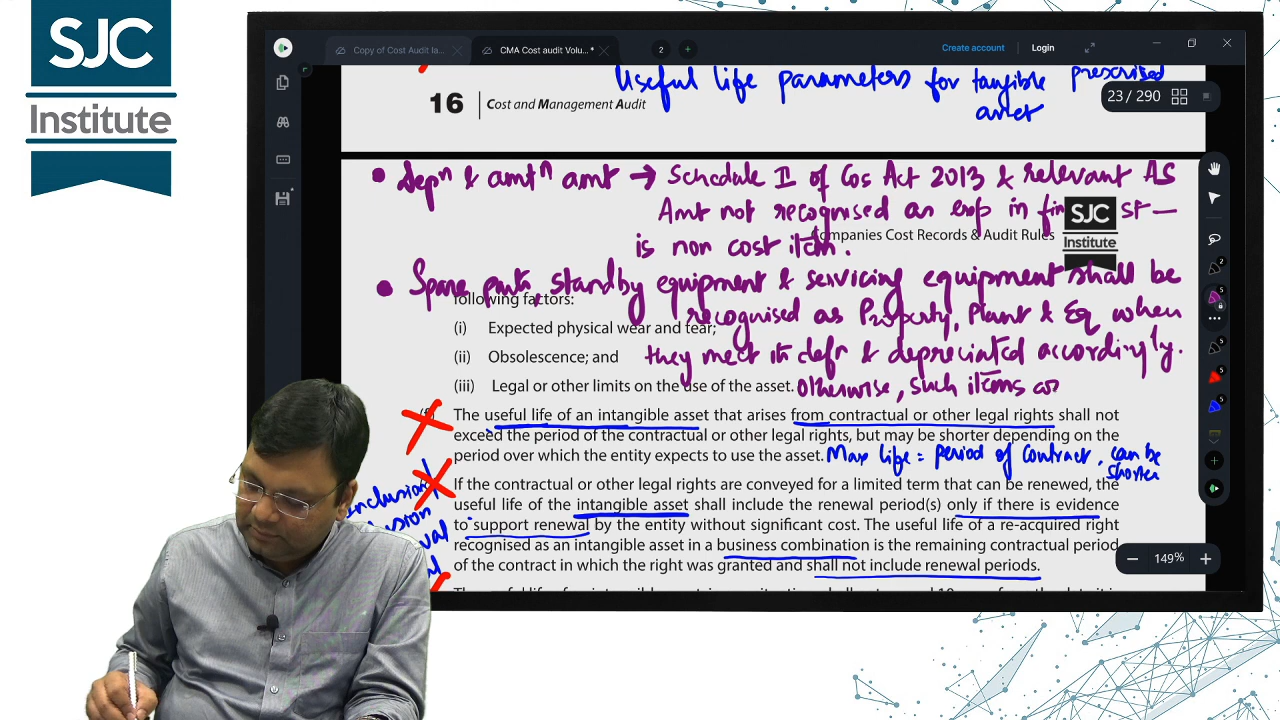 SJC
Institute
Copy of Cost Audit la...
CMA Cost audit Volu...*
2
Create account
Login
Useful life parameters for tangible prescribed
asset
16 Cost and Management Audit
23 / 290
• Depn & amtn amt → Schedule II of Cos Act 2013 & relevant AS
Amt not recognised as exp in fin st—
is non cost item.
SJC
Institute
Companies Cost Records & Audit Rules
• Spare parts, standby equipment & servicing equipment shall be
following factors:
recognised as Property, Plant & Eq when
(i) Expected physical wear and tear;
they meet its defn & depreciated accordingly.
(ii) Obsolescence; and
(iii) Legal or other limits on the use of the asset.
Otherwise, such items
The useful life of an intangible asset that arises from contractual or other legal rights shall not
exceed the period of the contractual or other legal rights, but may be shorter depending on the
period over which the entity expects to use the asset.
Max life = period of contract, can be
shorter
If the contractual or other legal rights are conveyed for a limited term that can be renewed, the
useful life of the intangible asset shall include the renewal period(s) only if there is evidence
to support renewal by the entity without significant cost. The useful life of a re-acquired right
recognised as an intangible asset in a business combination is the remaining contractual period
of the contract in which the right was granted and shall not include renewal periods.
149%